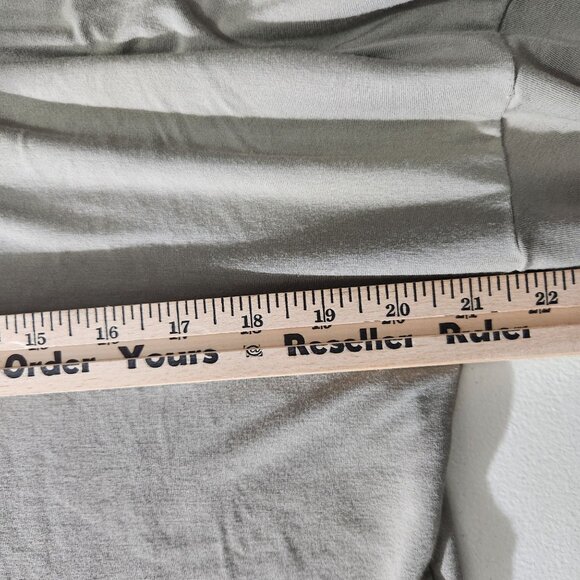 15 16 17 18 19 20 21 22
Order Yours Reseller Ruler